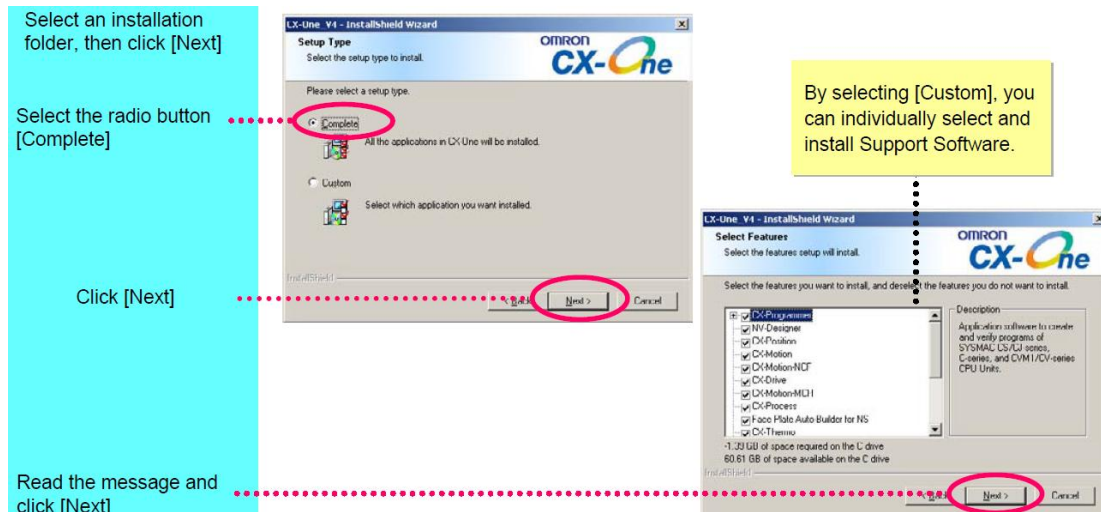 Select an installation
folder, then click [Next]
Select the radio button
[Complete]
Click [Next]
Read the message and
click [Next]
CX-One_V4 - InstallShield Wizard
Setup Type
Select the setup type to install.
OMRON
CX-One
Please select a setup type.
Complete
All the applications in CX-One will be installed.
Custom
Select which application you want installed.
InstallShield
< Back
Next >
Cancel
By selecting [Custom], you
can individually select and
install Support Software.
CX-One_V4 - InstallShield Wizard
Select Features
Select the features setup will install.
OMRON
CX-One
Select the features you want to install, and deselect the features you do not want to install.
CX-Programmer
NV-Designer
CX-Position
CX-Motion
CX-Motion-NCF
CX-Drive
CX-Motion-MCH
CX-Process
Face Plate Auto-Builder for NS
CX-Thermo
Description
Application software to create
and verify programs of
SYSMAC CS/CJ-series,
C-series, and CVM1/CV-series
CPU Units.
-1.39 GB of space required on the C drive
60.61 GB of space available on the C drive
InstallShield
< Back
Next >
Cancel